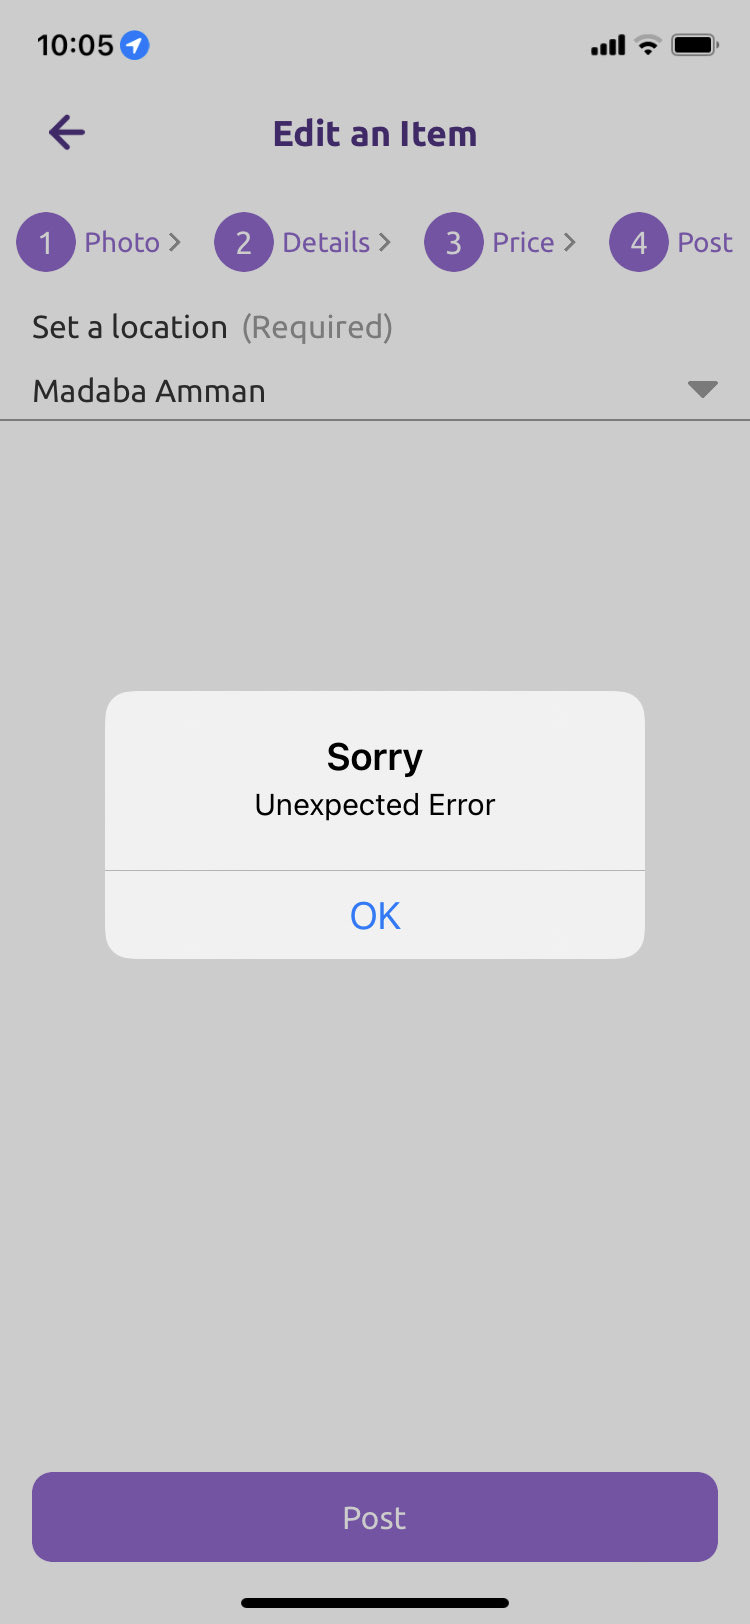 10:05
Edit an Item
1 Photo > 2 Details > 3 Price > 4 Post
Set a location (Required)
Madaba Amman
Sorry
Unexpected Error
OK
Post